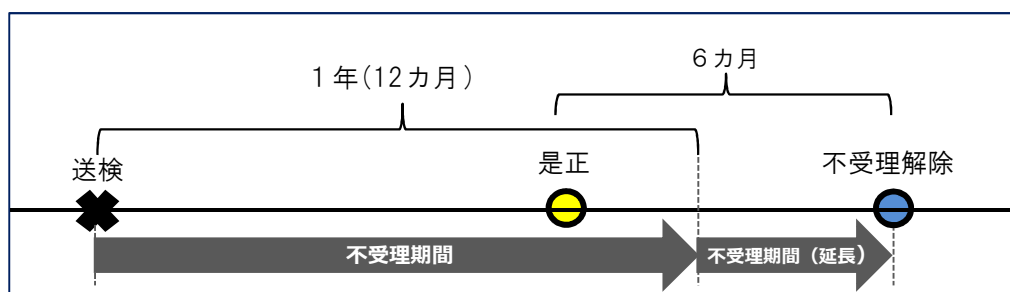 6カ月
1年(12カ月)
送検
是正
不受理解除
不受理期間
不受理期間（延長）